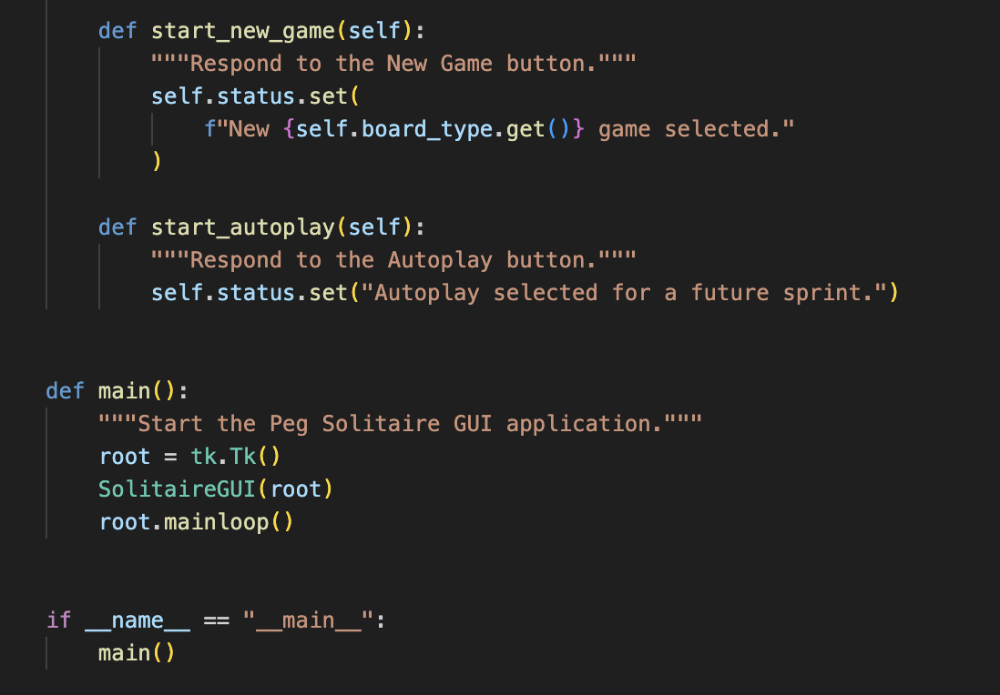 def start_new_game(self):
"""Respond to the New Game button."""
self.status.set(
f"New {self.board_type.get()} game selected."
)
def start_autoplay(self):
"""Respond to the Autoplay button."""
self.status.set("Autoplay selected for a future sprint.")
def main():
"""Start the Peg Solitaire GUI application."""
root = tk.Tk()
SolitaireGUI(root)
root.mainloop()
if __name__ == "__main__":
main()